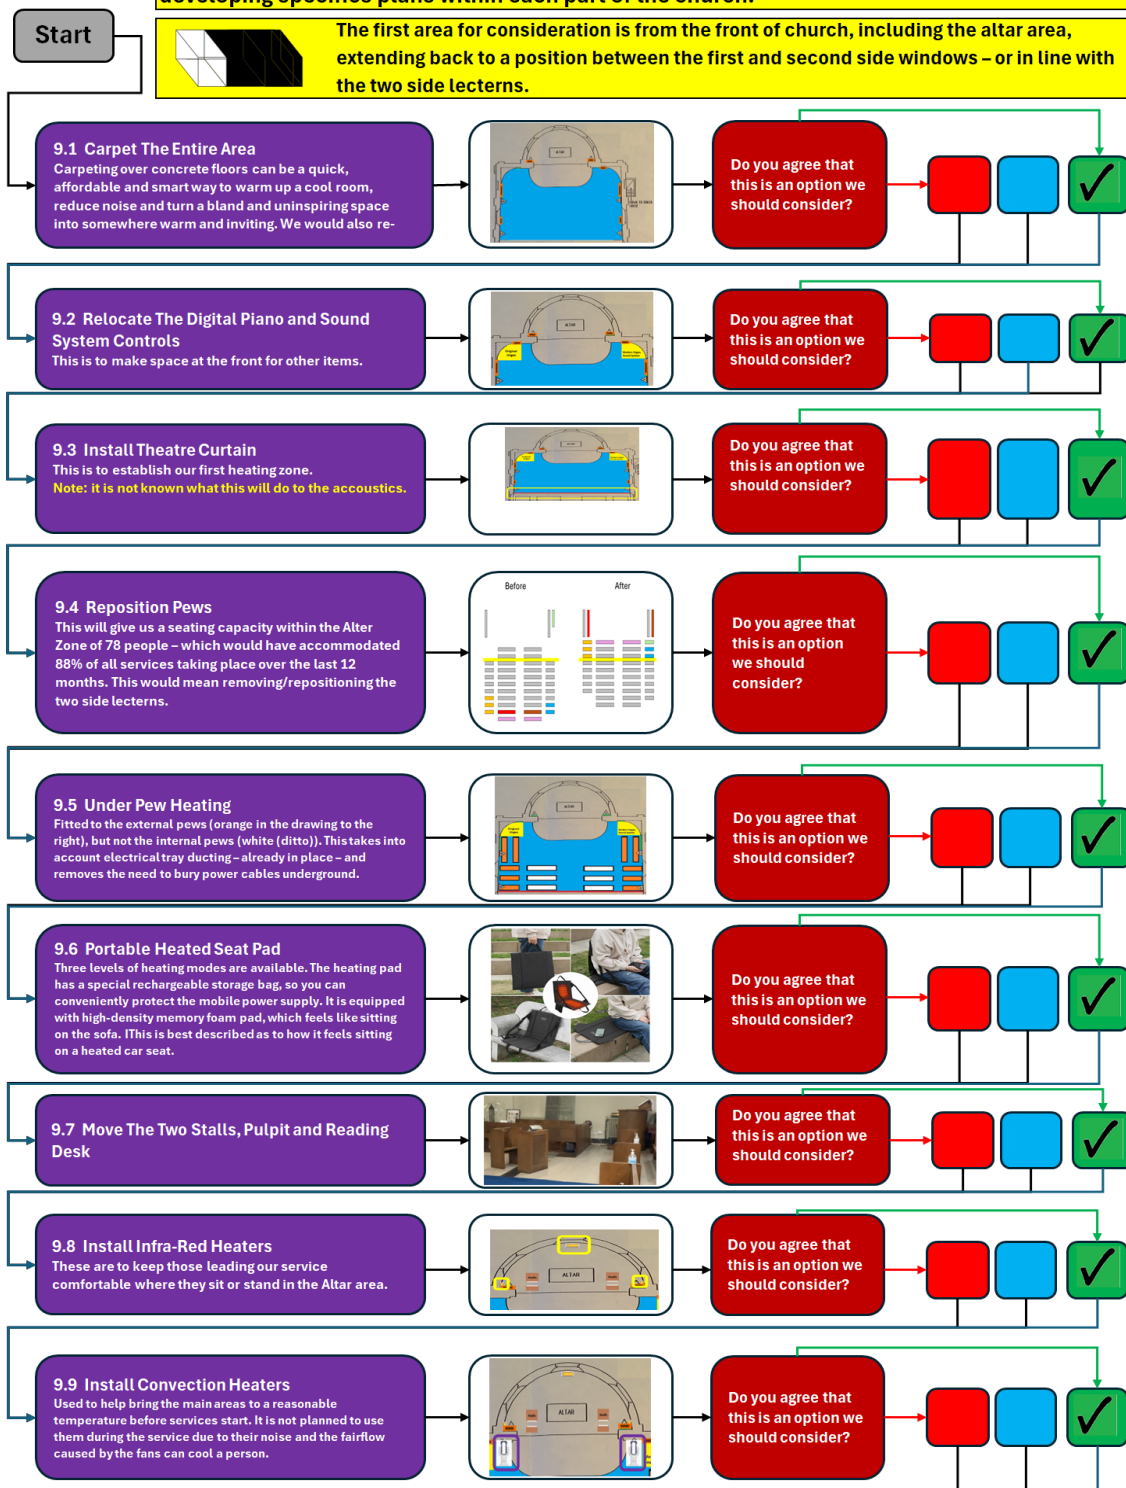 developing specifics plans within each part of the church.
Start
The first area for consideration is from the front of church, including the altar area,
extending back to a position between the first and second side windows – or in line with
the two side lecterns.
9.1 Carpet The Entire Area
Carpeting over concrete floors can be a quick,
affordable and smart way to warm up a cool room,
reduce noise and turn a bland and uninspiring space
into somewhere warm and inviting. We would also re-
ALTAR
Do you agree that
this is an option we
should consider?
9.2 Relocate The Digital Piano and Sound
System Controls
This is to make space at the front for other items.
ALTAR
Original
Organ
Do you agree that
this is an option we
should consider?
9.3 Install Theatre Curtain
This is to establish our first heating zone.
Note: it is not known what this will do to the accoustics.
ALTAR
Do you agree that
this is an option we
should consider?
9.4 Reposition Pews
This will give us a seating capacity within the Alter
Zone of 78 people – which would have accommodated
88% of all services taking place over the last 12
months. This would mean removing/repositioning the
two side lecterns.
Before
After
Do you agree that
this is an option
we should
consider?
9.5 Under Pew Heating
Fitted to the external pews (orange in the drawing to the
right), but not the internal pews (white (ditto)). This takes into
account electrical tray ducting – already in place – and
removes the need to bury power cables underground.
ALTAR
Original
Organ
Do you agree that
this is an option we
should consider?
9.6 Portable Heated Seat Pad
Three levels of heating modes are available. The heating pad
has a special rechargeable storage bag, so you can
conveniently protect the mobile power supply. It is equipped
with high-density memory foam pad, which feels like sitting
on the sofa. IThis is best described as to how it feels sitting
on a heated car seat.
Do you agree that
this is an option we
should consider?
9.7 Move The Two Stalls, Pulpit and Reading
Desk
Do you agree that
this is an option we
should consider?
9.8 Install Infra-Red Heaters
These are to keep those leading our service
comfortable where they sit or stand in the Altar area.
ALTAR
Do you agree that
this is an option we
should consider?
9.9 Install Convection Heaters
Used to help bring the main areas to a reasonable
temperature before services start. It is not planned to use
them during the service due to their noise and the fairflow
caused by the fans can cool a person.
ALTAR
Do you agree that
this is an option we
should consider?